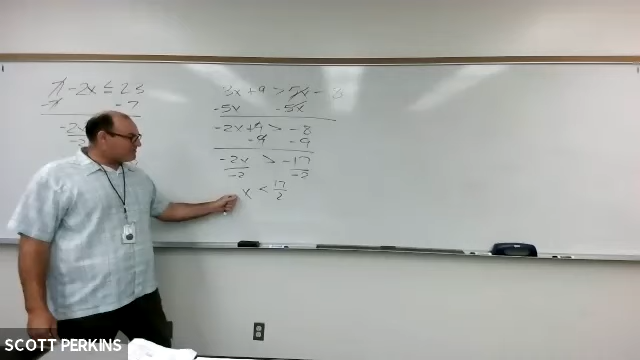 7 - 2x ≤ 23
-7 -7
-2x
3x + 9 > 5x - 8
-5x -5x
-2x + 9 > -8
-9 -9
-2x > -17
-2 -2
x < 17/2
SCOTT PERKINS